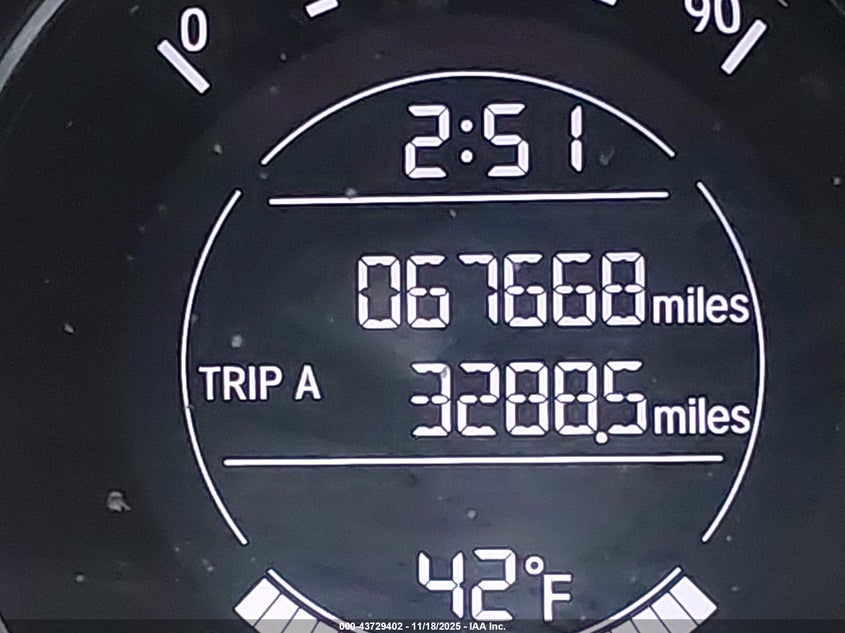 0 90
2:51
067668 miles
TRIP A 3288.5 miles
42°F
000-43729402 - 11/18/2025 - IAA Inc.